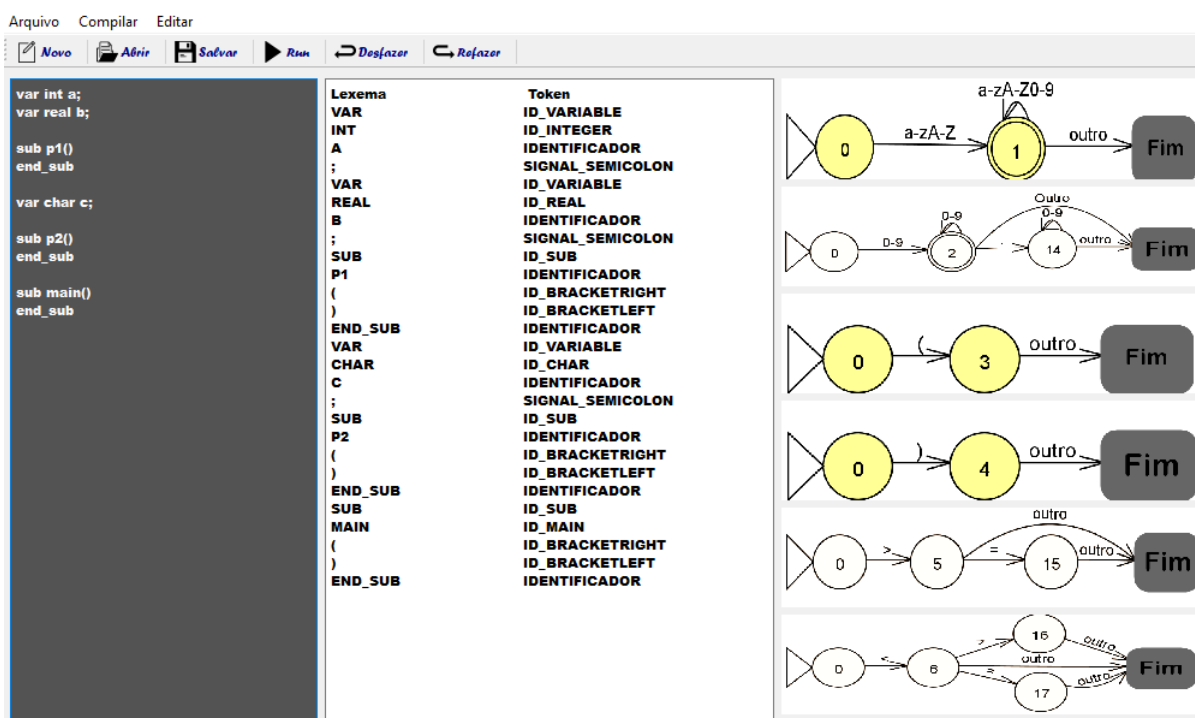 Arquivo Compilar Editar
Novo Abrir Salvar Run Desfazer Refazer
var int a;
var real b;
sub p1()
end_sub
var char c;
sub p2()
end_sub
sub main()
end_sub
Lexema Token
VAR ID_VARIABLE
INT ID_INTEGER
A IDENTIFICADOR
; SIGNAL_SEMICOLON
VAR ID_VARIABLE
REAL ID_REAL
B IDENTIFICADOR
; SIGNAL_SEMICOLON
SUB ID_SUB
P1 IDENTIFICADOR
( ID_BRACKETRIGHT
) ID_BRACKETLEFT
END_SUB IDENTIFICADOR
VAR ID_VARIABLE
CHAR ID_CHAR
C IDENTIFICADOR
; SIGNAL_SEMICOLON
SUB ID_SUB
P2 IDENTIFICADOR
( ID_BRACKETRIGHT
) ID_BRACKETLEFT
END_SUB IDENTIFICADOR
SUB ID_SUB
MAIN ID_MAIN
( ID_BRACKETRIGHT
) ID_BRACKETLEFT
END_SUB IDENTIFICADOR
a-zA-Z0-9
a-zA-Z outro
0 1 Fim
Outro
0-9 0-9
0-9 . outro
0 2 14 Fim
( outro
0 3 Fim
) outro
0 4 Fim
outro
> = outro
0 5 15 Fim
16
> outro
< outro
0 6 Fim
= outro
17